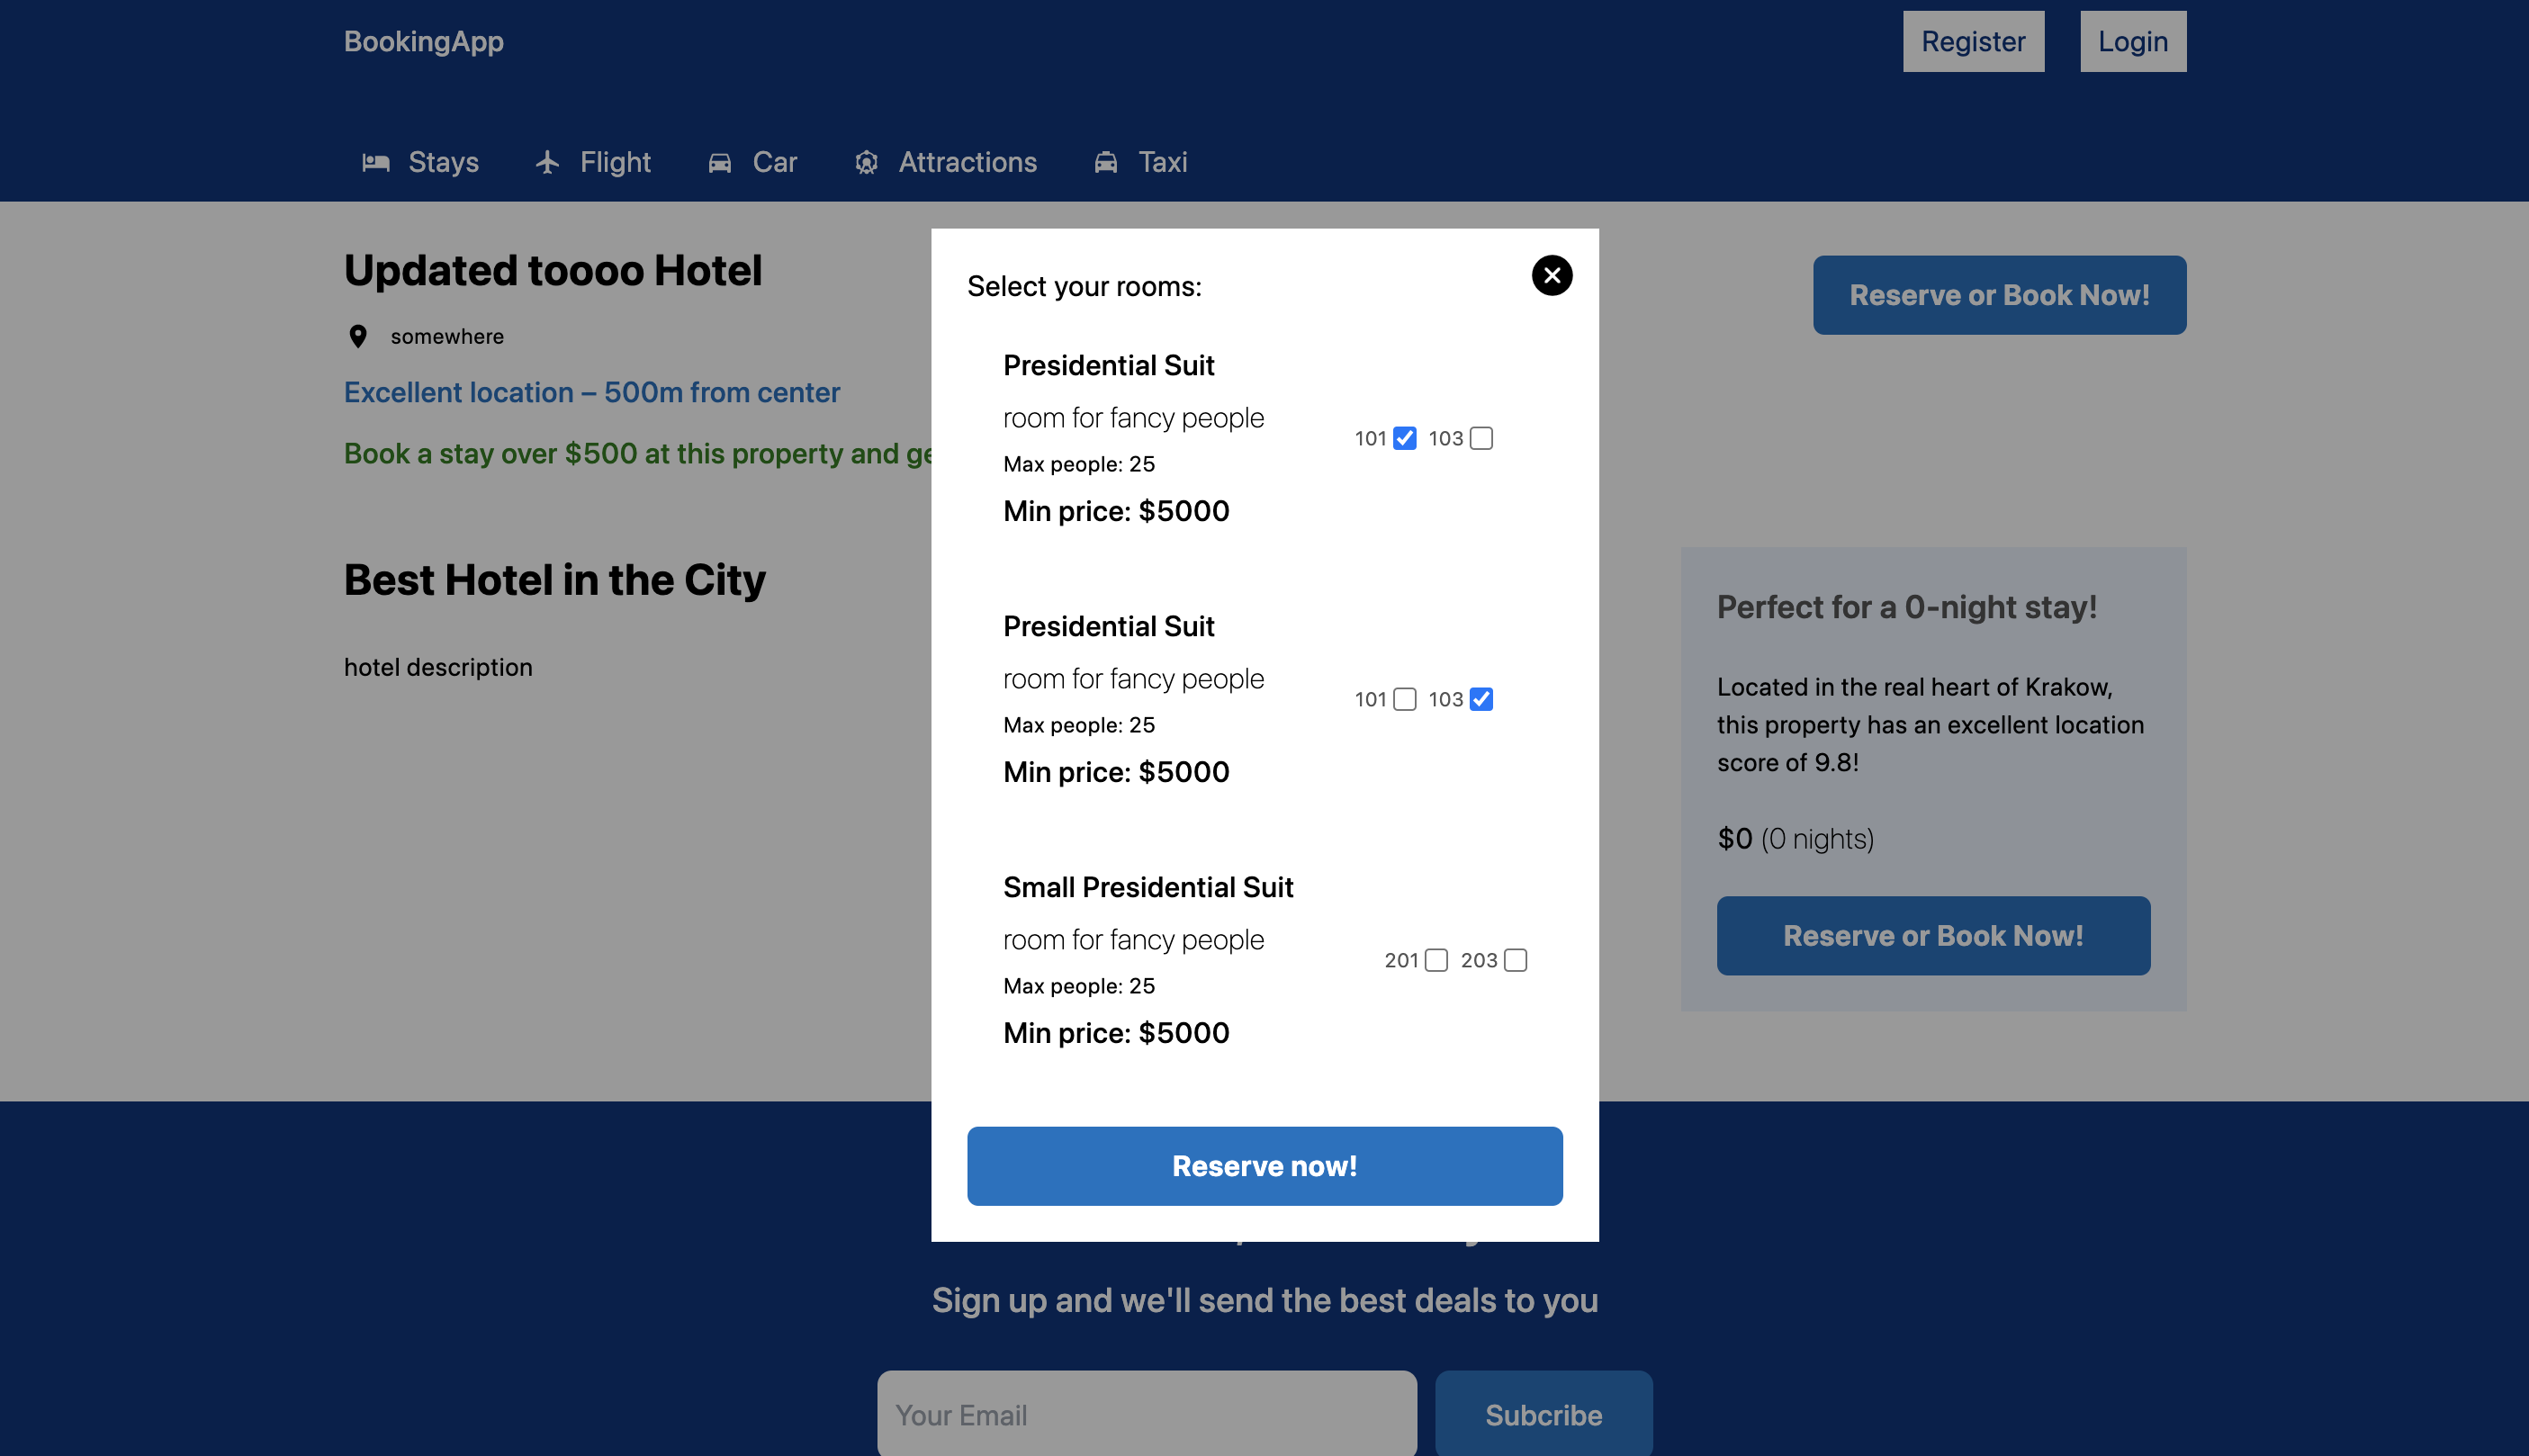 BookingApp
Register
Login
Stays
Flight
Car
Attractions
Taxi
Updated toooo Hotel
somewhere
Excellent location – 500m from center
Book a stay over $500 at this property and
Reserve or Book Now!
Best Hotel in the City
hotel description
Select your rooms:
Presidential Suit
room for fancy people
Max people: 25
Min price: $5000
101 103
Presidential Suit
room for fancy people
Max people: 25
Min price: $5000
101 103
Small Presidential Suit
room for fancy people
Max people: 25
Min price: $5000
201 203
Reserve now!
Perfect for a 0-night stay!
Located in the real heart of Krakow,
this property has an excellent location
score of 9.8!
$0 (0 nights)
Reserve or Book Now!
Sign up and we'll send the best deals to you
Your Email
Subcribe